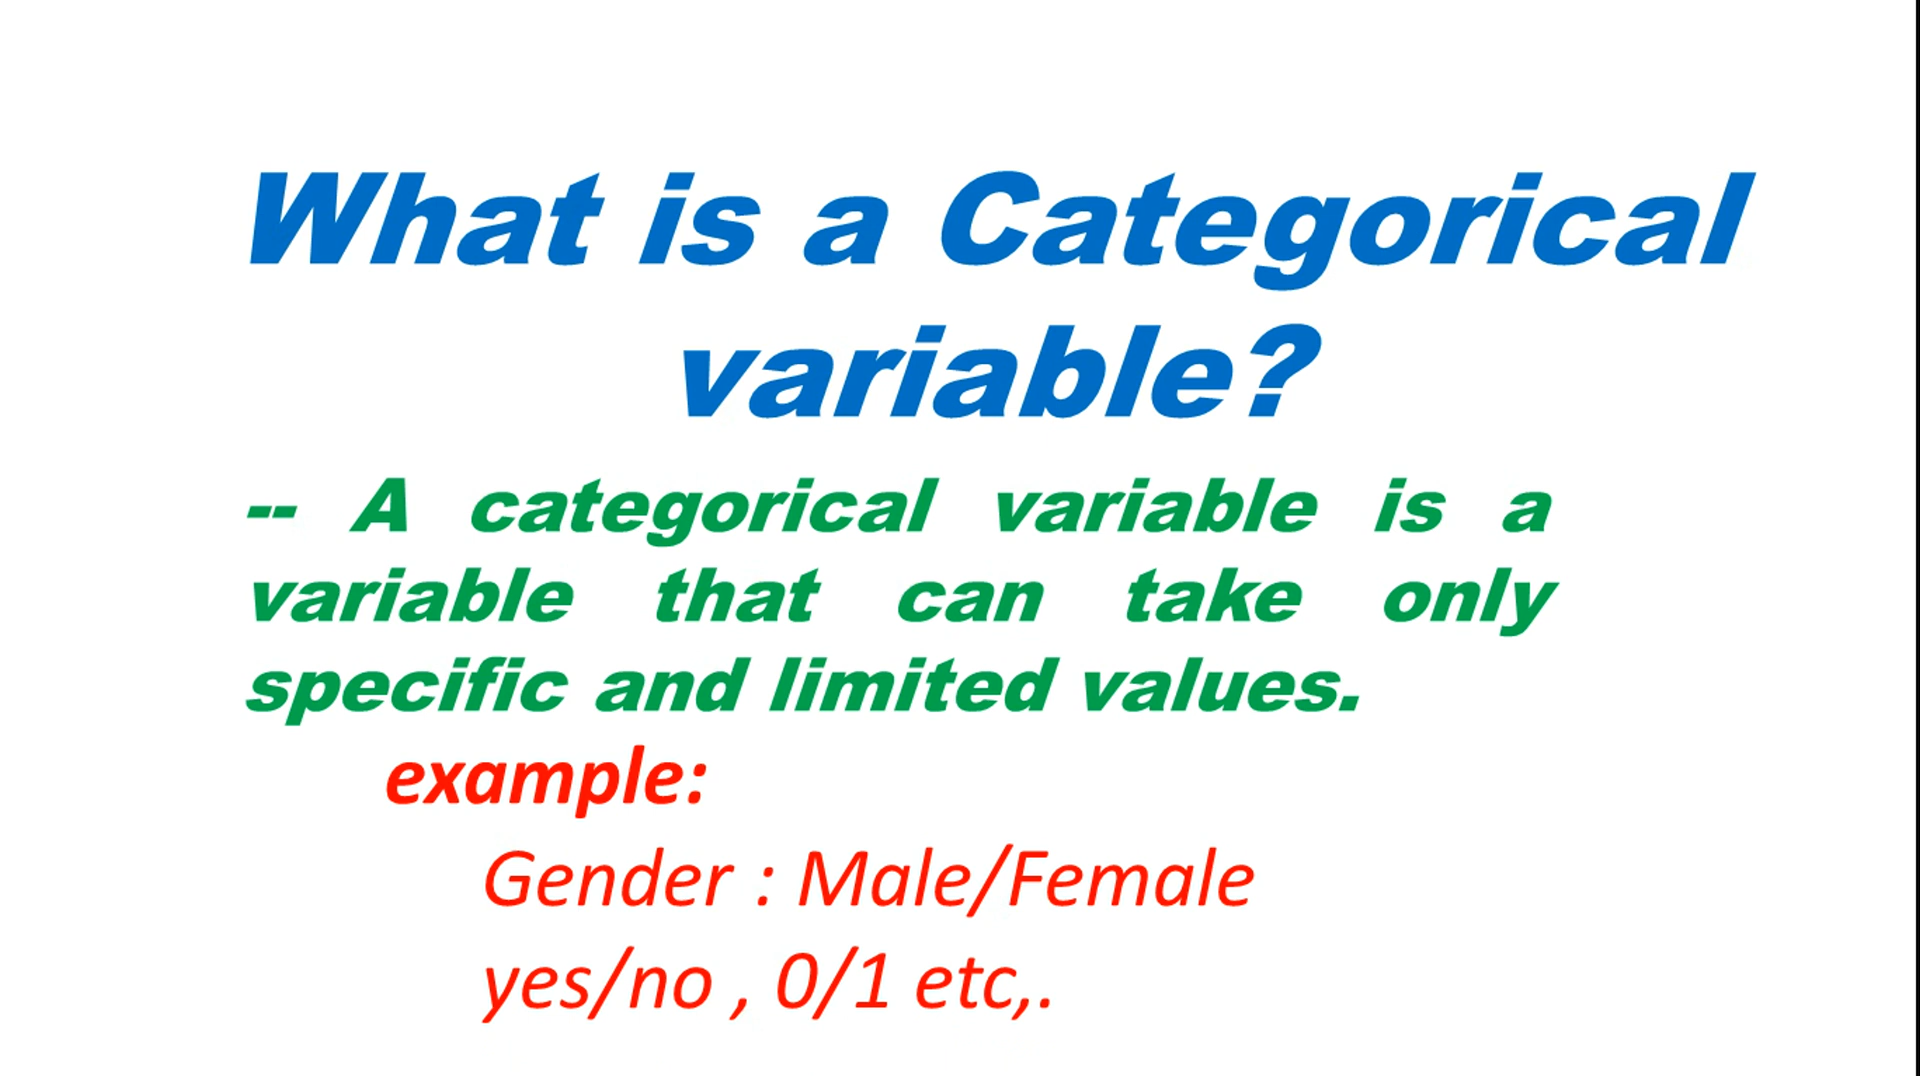 What is a Categorical
variable?
-- A categorical variable is a
variable that can take only
specific and limited values.
example:
Gender : Male/Female
yes/no , 0/1 etc,.